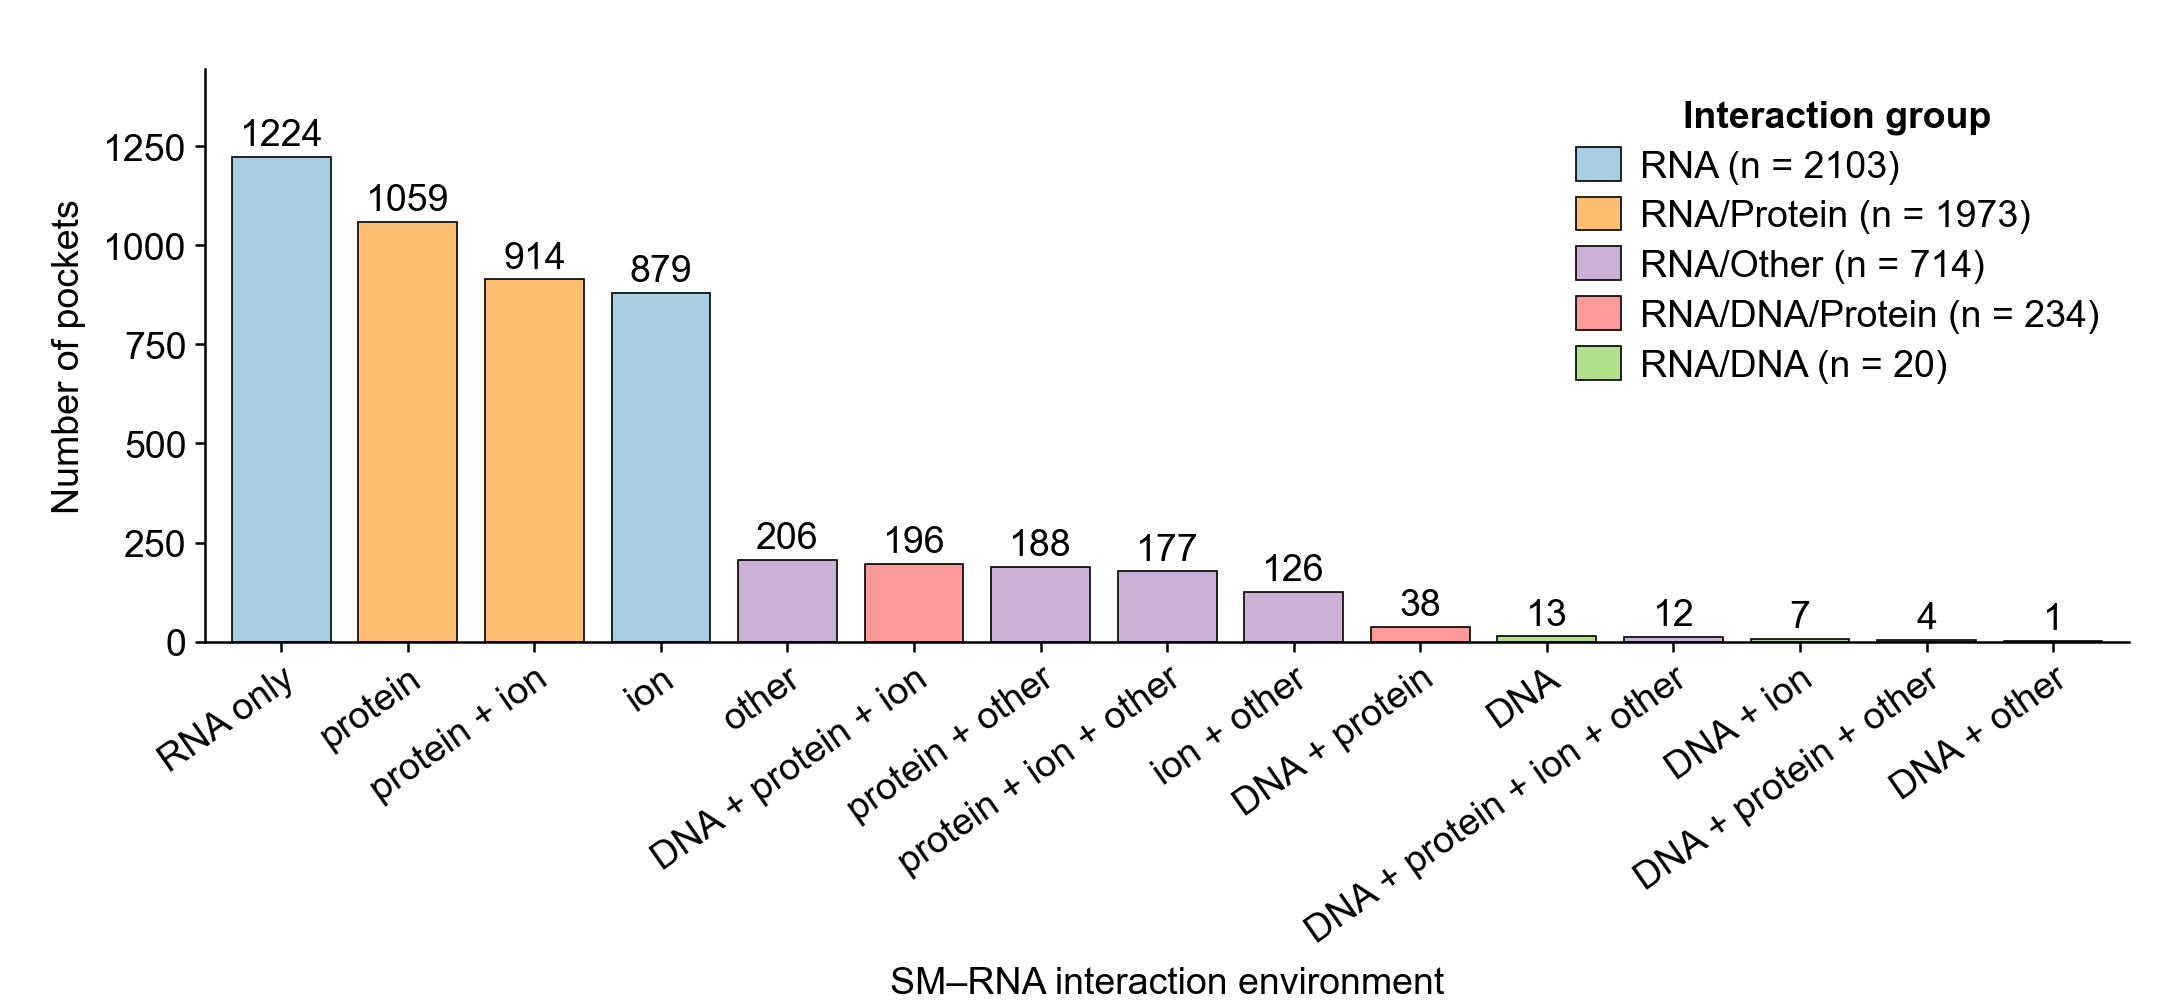 Interaction group
RNA (n = 2103)
RNA/Protein (n = 1973)
RNA/Other (n = 714)
RNA/DNA/Protein (n = 234)
RNA/DNA (n = 20)
Number of pockets
1250
1000
750
500
250
0
1224
1059
914
879
206
196
188
177
126
38
13
12
7
4
1
RNA only
protein
protein + ion
ion
other
DNA + protein + ion
protein + other
protein + ion + other
ion + other
DNA + protein
DNA
DNA + protein + ion + other
DNA + ion
DNA + protein + other
DNA + other
SM–RNA interaction environment